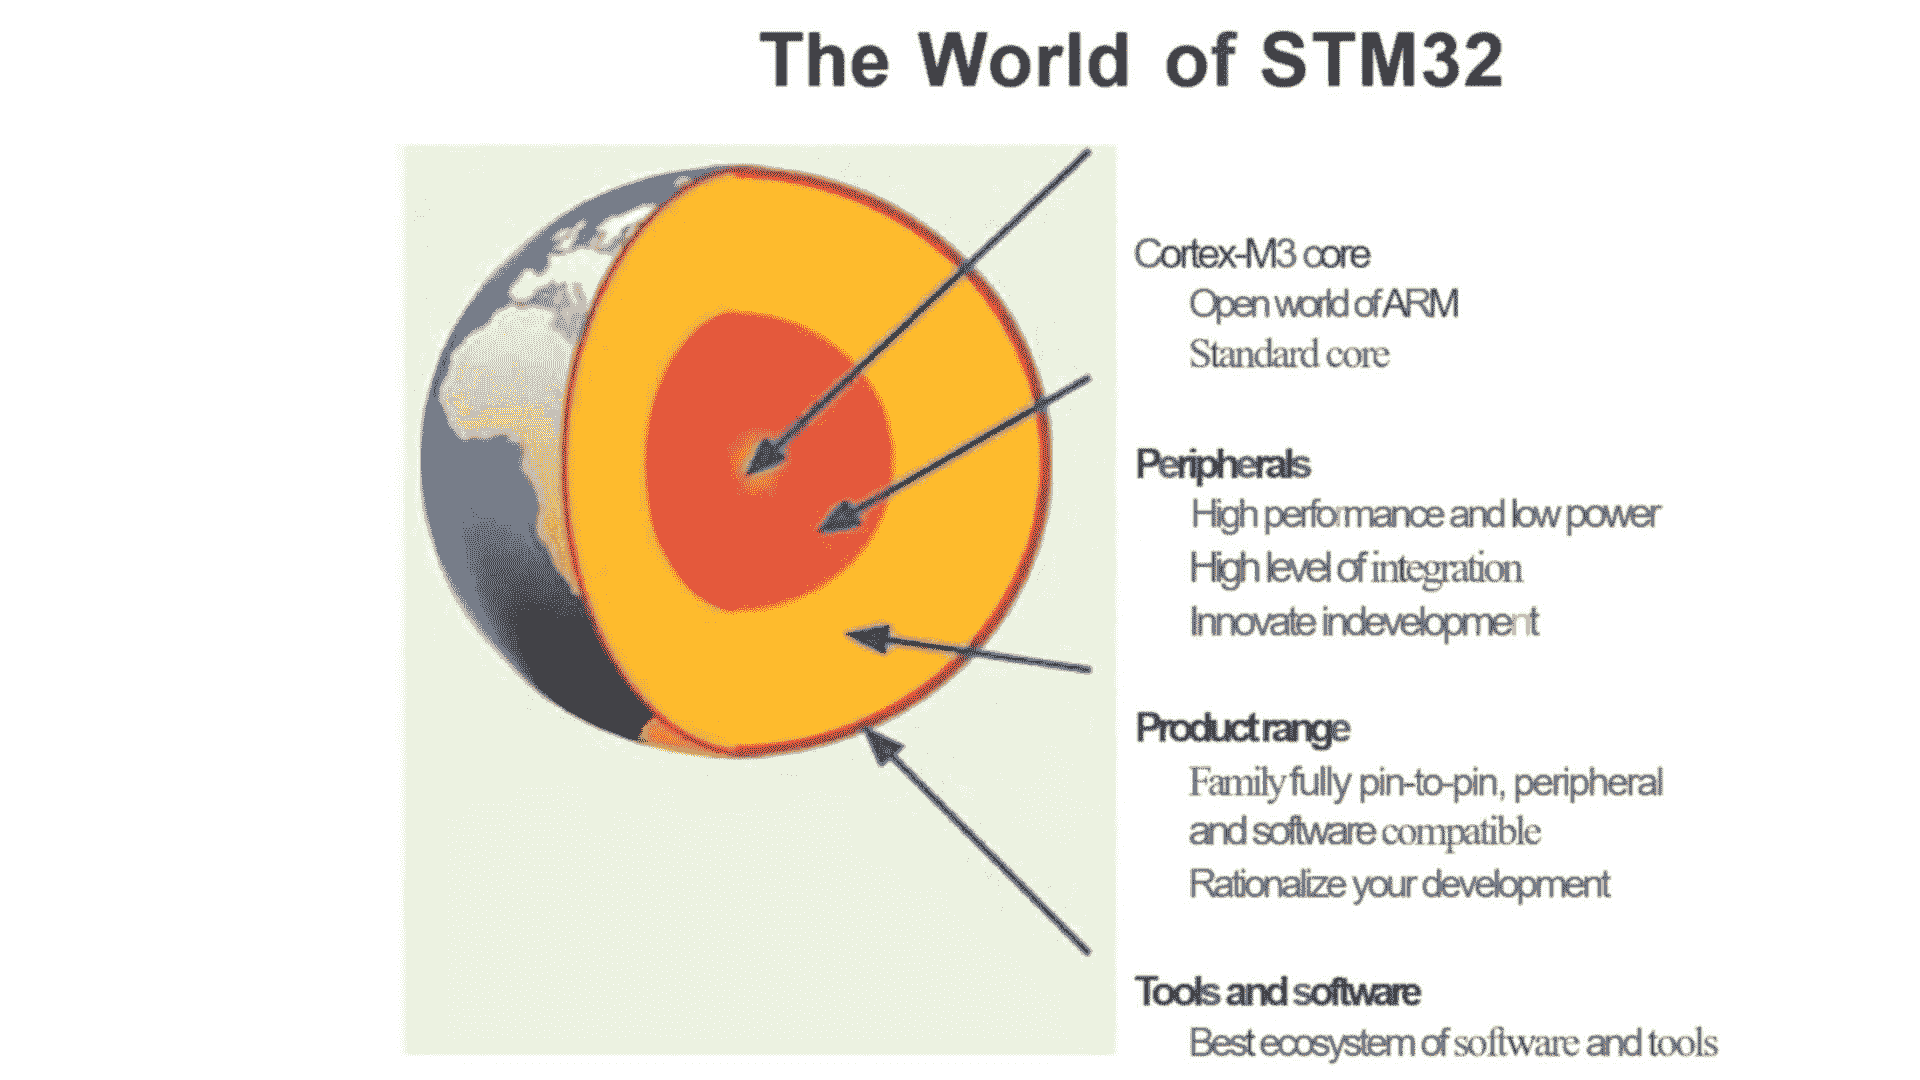 The World of STM32
Cortex-M3 core
Open world of ARM
Standard core
Peripherals
High performance and low power
High level of integration
Innovate in development
Product range
Family fully pin-to-pin, peripheral
and software compatible
Rationalize your development
Tools and software
Best ecosystem of software and tools